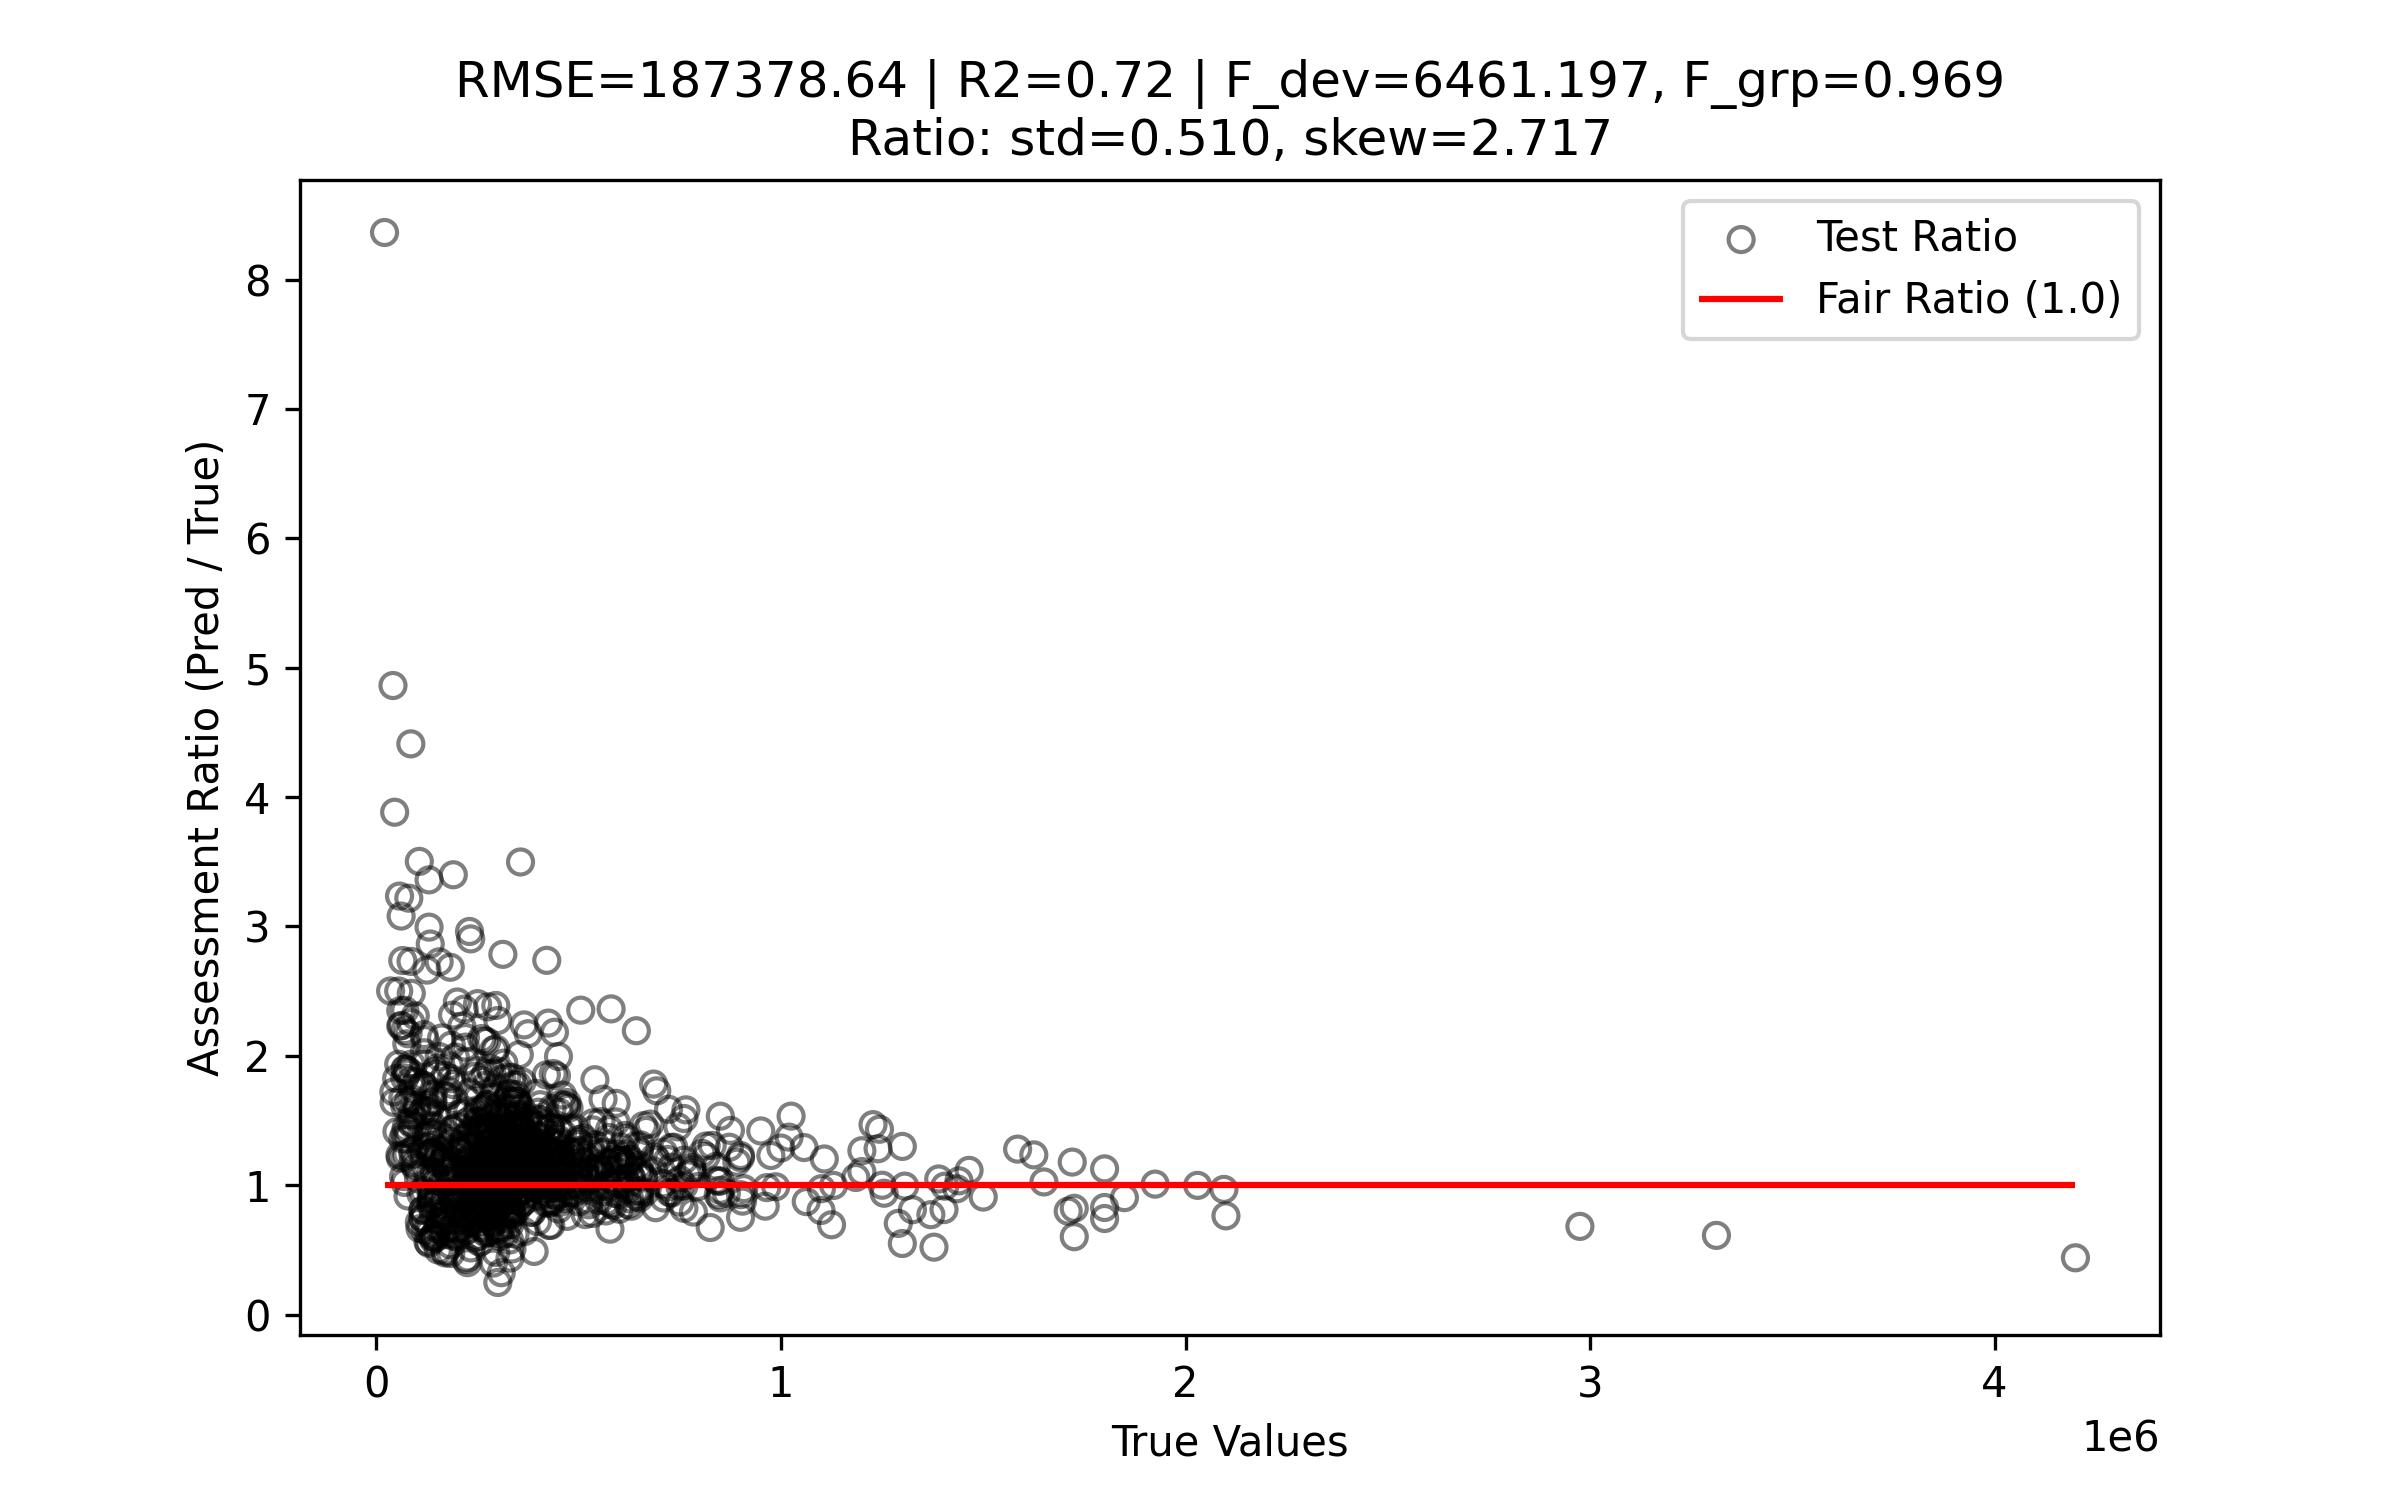 RMSE=187378.64 | R2=0.72 | F_dev=6461.197, F_grp=0.969
Ratio: std=0.510, skew=2.717
Test Ratio
Fair Ratio (1.0)
Assessment Ratio (Pred / True)
8
7
6
5
4
3
2
1
0
0 1 2 3 4
1e6
True Values